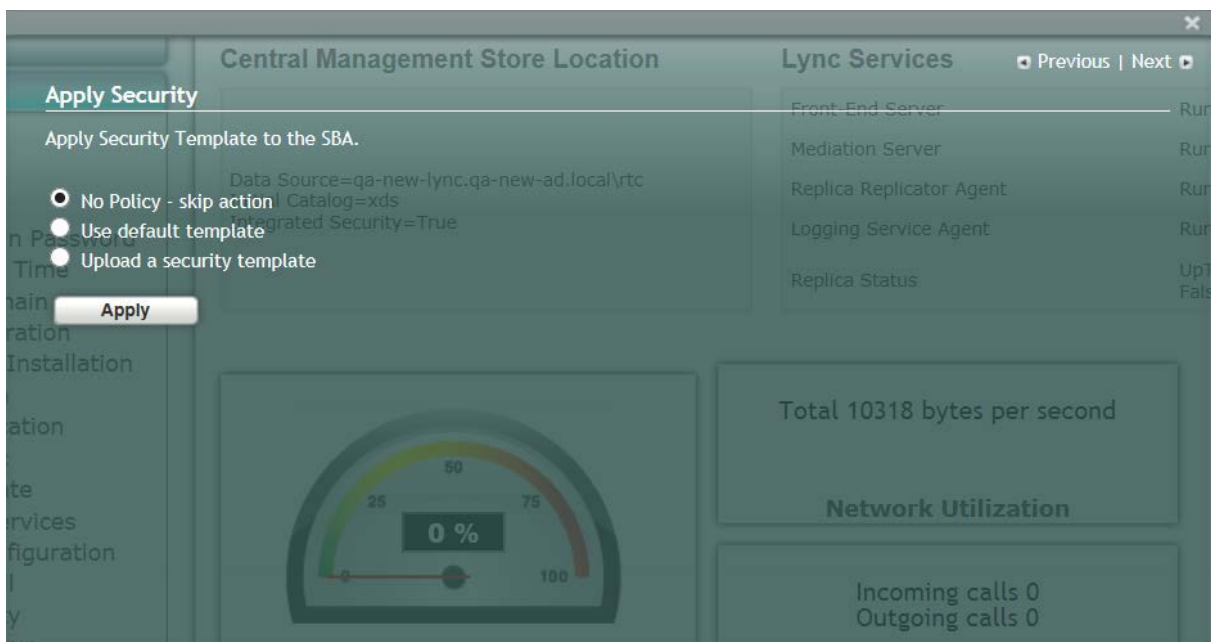 Central Management Store Location
Lync Services
Previous | Next
Apply Security
Apply Security Template to the SBA.
No Policy - skip action
Use default template
Upload a security template
Apply
Data Source=qa-new-lync.qa-new-ad.local\rtc
Catalog=xds
Integrated Security=True
Front-End Server
Mediation Server
Replica Replicator Agent
Logging Service Agent
Replica Status
Password
Time
Installation
0 %
0
25
50
75
100
Total 10318 bytes per second
Network Utilization
Incoming calls 0
Outgoing calls 0